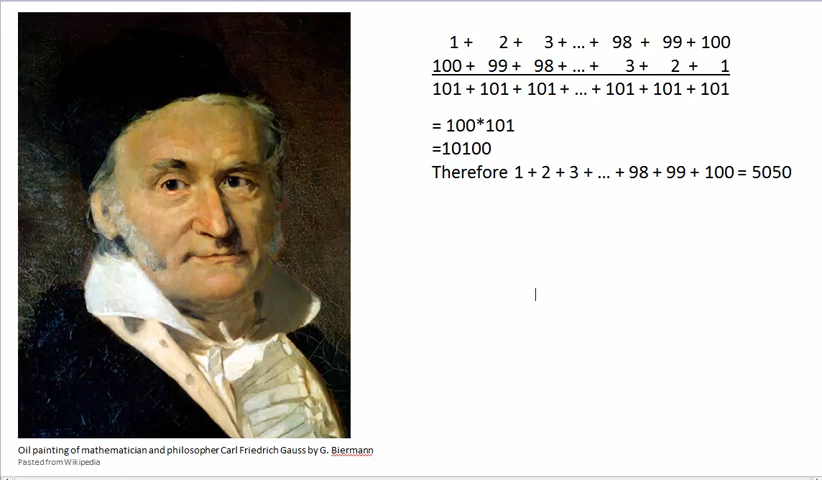 1 + 2 + 3 + ... + 98 + 99 + 100
100 + 99 + 98 + ... + 3 + 2 + 1
101 + 101 + 101 + ... + 101 + 101 + 101
= 100*101
=10100
Therefore 1 + 2 + 3 + ... + 98 + 99 + 100 = 5050
Oil painting of mathematician and philosopher Carl Friedrich Gauss by G. Biermann
Pasted from Wikipedia